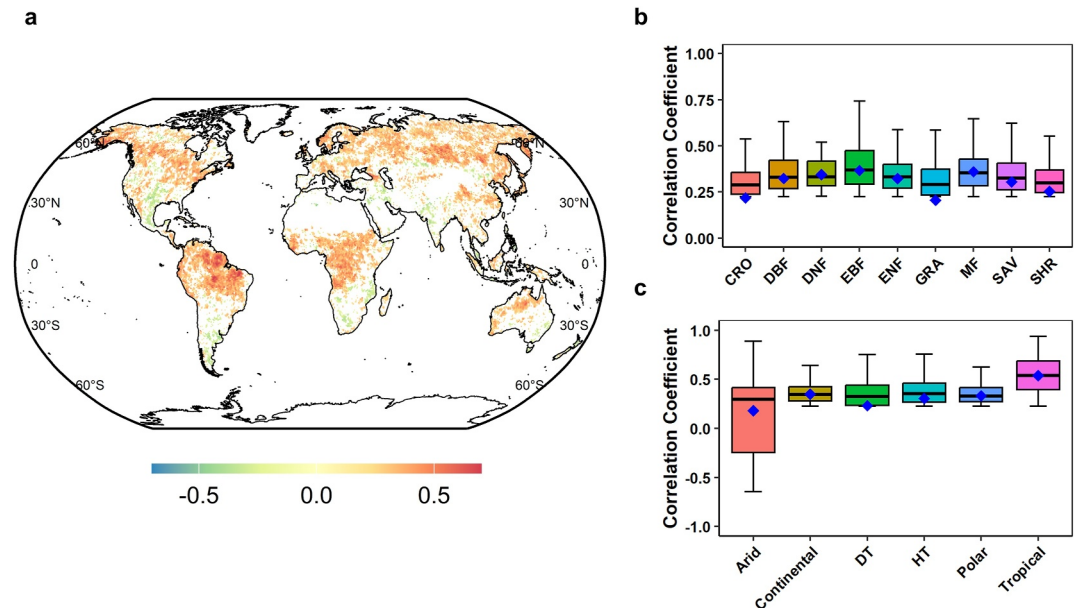 a
60°N
60°N
30°N
30°N
0
0
30°S
30°S
60°S
60°S
-0.5
0.0
0.5
b
Correlation Coefficient
1.00
0.75
0.50
0.25
0.00
CRO
DBF
DNF
EBF
ENF
GRA
MF
SAV
SHR
c
Correlation Coefficient
1.0
0.5
0.0
-0.5
-1.0
Arid
Continental
DT
HT
Polar
Tropical